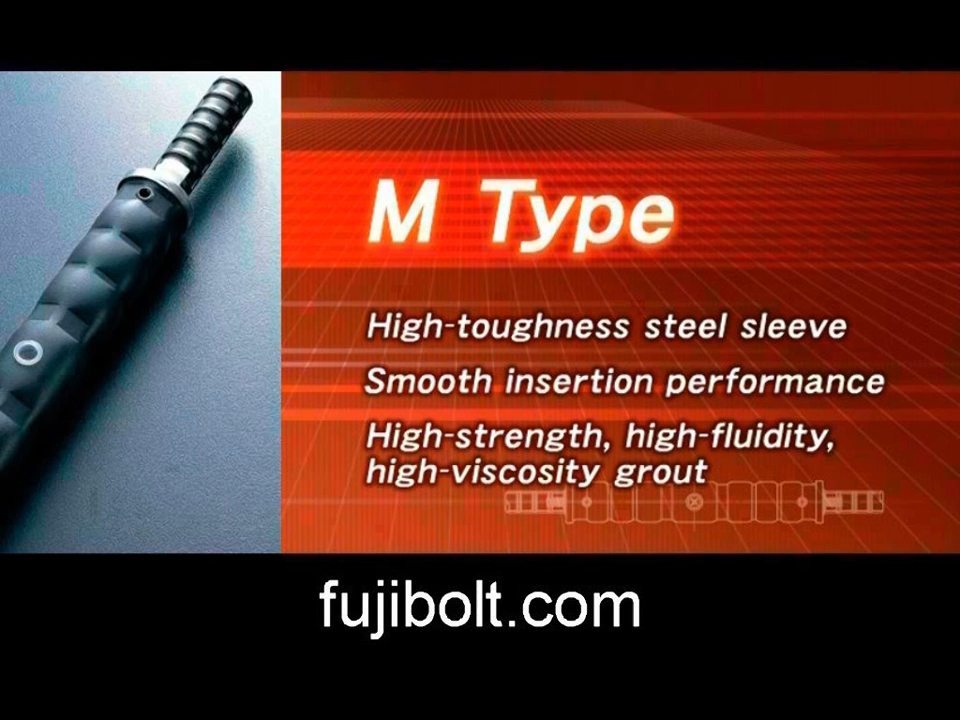 M Type
High-toughness steel sleeve
Smooth insertion performance
High-strength, high-fluidity,
high-viscosity grout
fujibolt.com